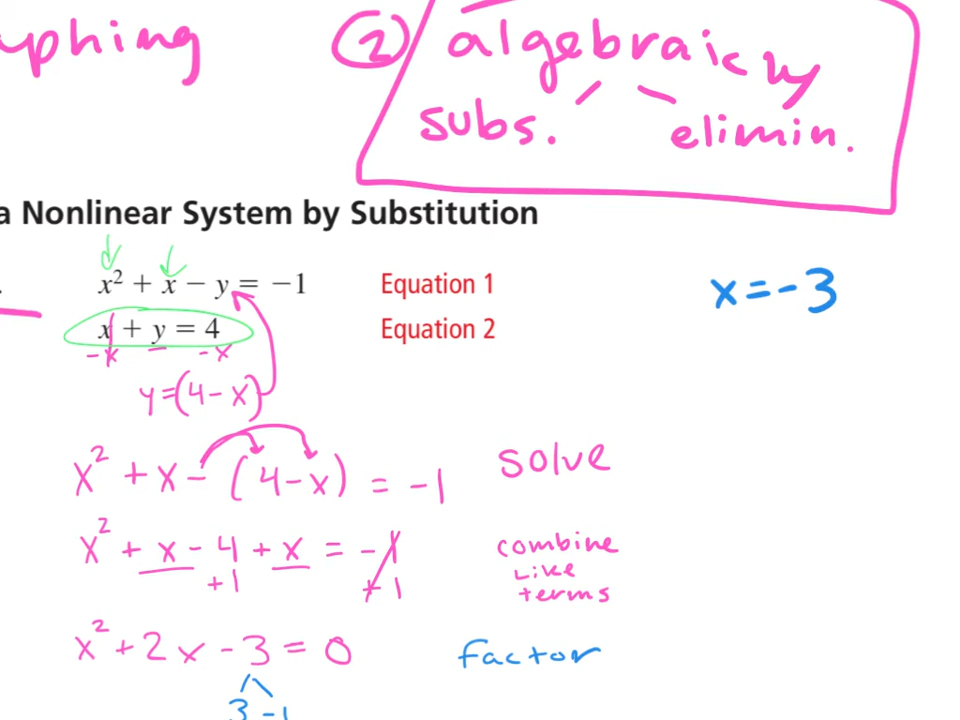 phing
② algebraically
subs. elimin.
a Nonlinear System by Substitution
x² + x − y = −1 Equation 1 x = -3
x + y = 4 Equation 2
-x -x
y=(4-x)
x² + x - (4-x) = -1 solve
x² + x - 4 + x = -1 combine
like
+1 +1 terms
x² + 2x - 3 = 0 factor
3 -1